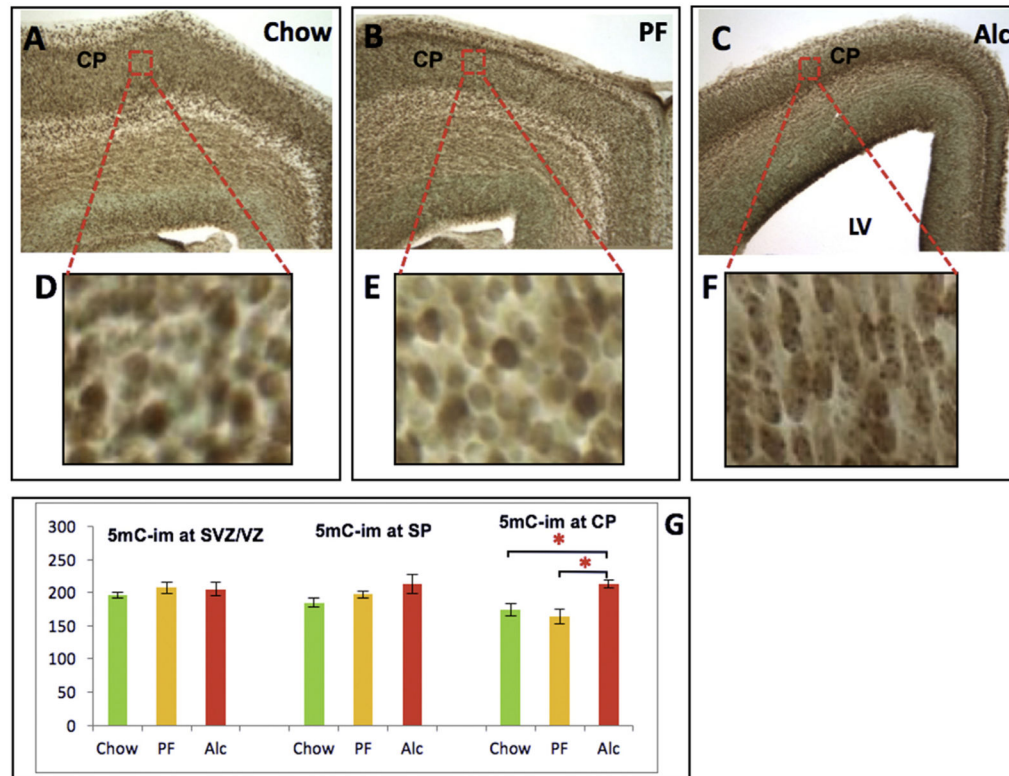 A Chow
CP
B PF
CP
C Alc
CP
LV
D
E
F
G
5mC-im at SVZ/VZ 5mC-im at SP 5mC-im at CP
* *
300
250
200
150
100
50
0
Chow PF Alc Chow PF Alc Chow PF Alc